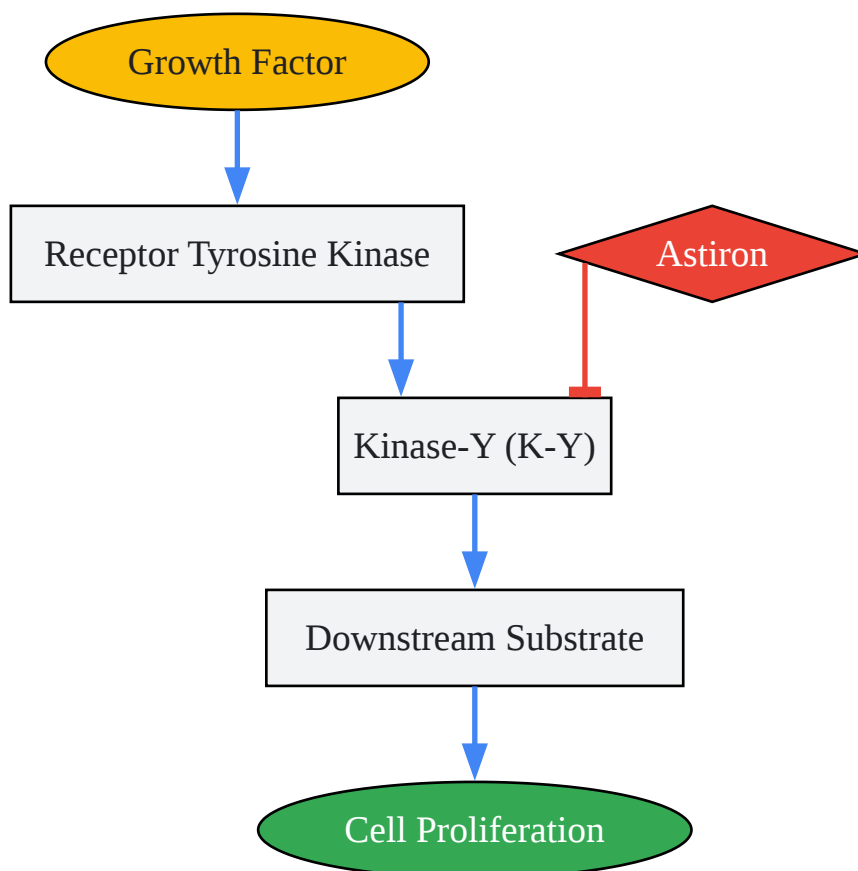 Growth Factor
Receptor Tyrosine Kinase
Astiron
Kinase-Y (K-Y)
Downstream Substrate
Cell Proliferation